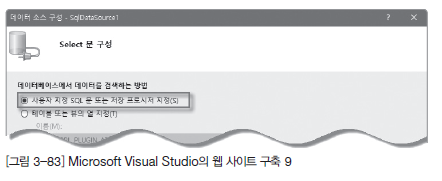 데이터 소스 구성 - SqlDataSource1
? ×
Select 문 구성
데이터베이스에서 데이터를 검색하는 방법
사용자 지정 SQL 문 또는 저장 프로시저 지정(S)
테이블 또는 뷰의 열 지정(T)
이름(M):
PLUGIN
[그림 3-83] Microsoft Visual Studio의 웹 사이트 구축 9